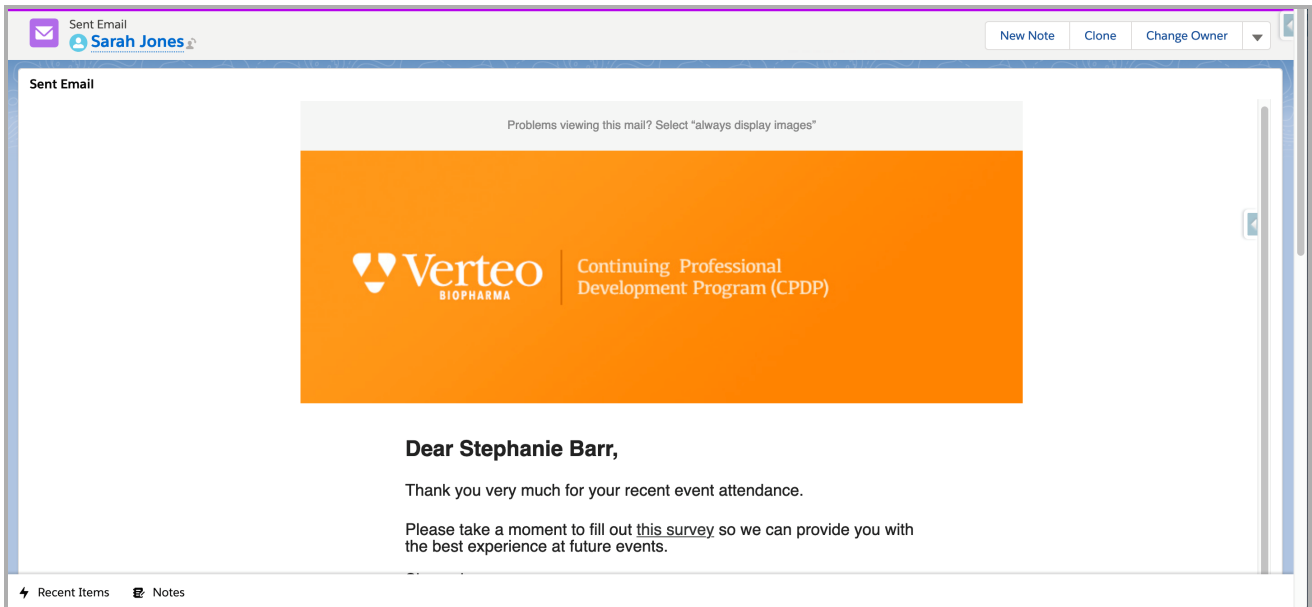 Sent Email
Sarah Jones
New Note
Clone
Change Owner
Sent Email
Problems viewing this mail? Select “always display images”
Verteo
BIOPHARMA
Continuing Professional
Development Program (CPDP)
Dear Stephanie Barr,
Thank you very much for your recent event attendance.
Please take a moment to fill out this survey so we can provide you with
the best experience at future events.
Recent Items
Notes